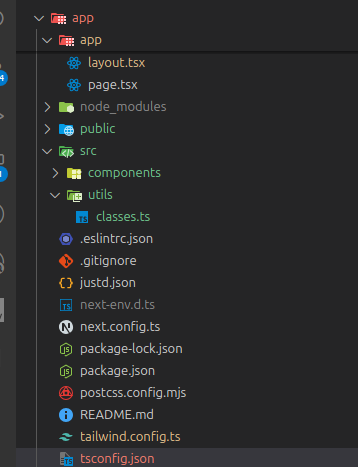 app
app
layout.tsx
page.tsx
node_modules
public
src
components
utils
classes.ts
.eslintrc.json
.gitignore
justd.json
next-env.d.ts
next.config.ts
package-lock.json
package.json
postcss.config.mjs
README.md
tailwind.config.ts
tsconfig.json